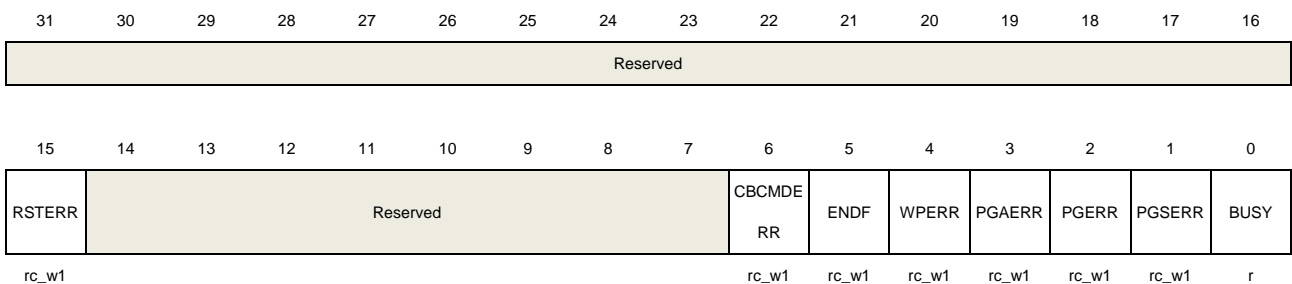 31 30 29 28 27 26 25 24 23 22 21 20 19 18 17 16
Reserved
15 14 13 12 11 10 9 8 7 6 5 4 3 2 1 0
RSTERR Reserved CBCMDE RR ENDF WPERR PGAERR PGERR PGSERR BUSY
rc_w1 rc_w1 rc_w1 rc_w1 rc_w1 rc_w1 rc_w1 r